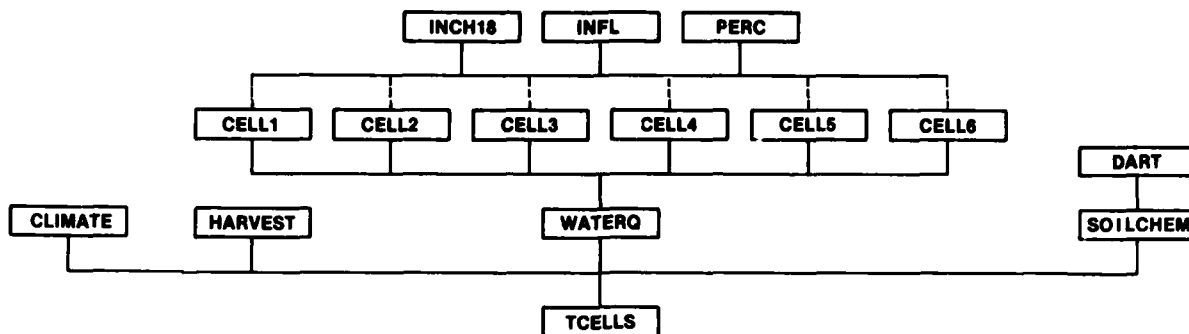 INCH18 INFL PERC
CELL1 CELL2 CELL3 CELL4 CELL5 CELL6
DART
CLIMATE HARVEST WATERQ SOILCHEM
TCELLS